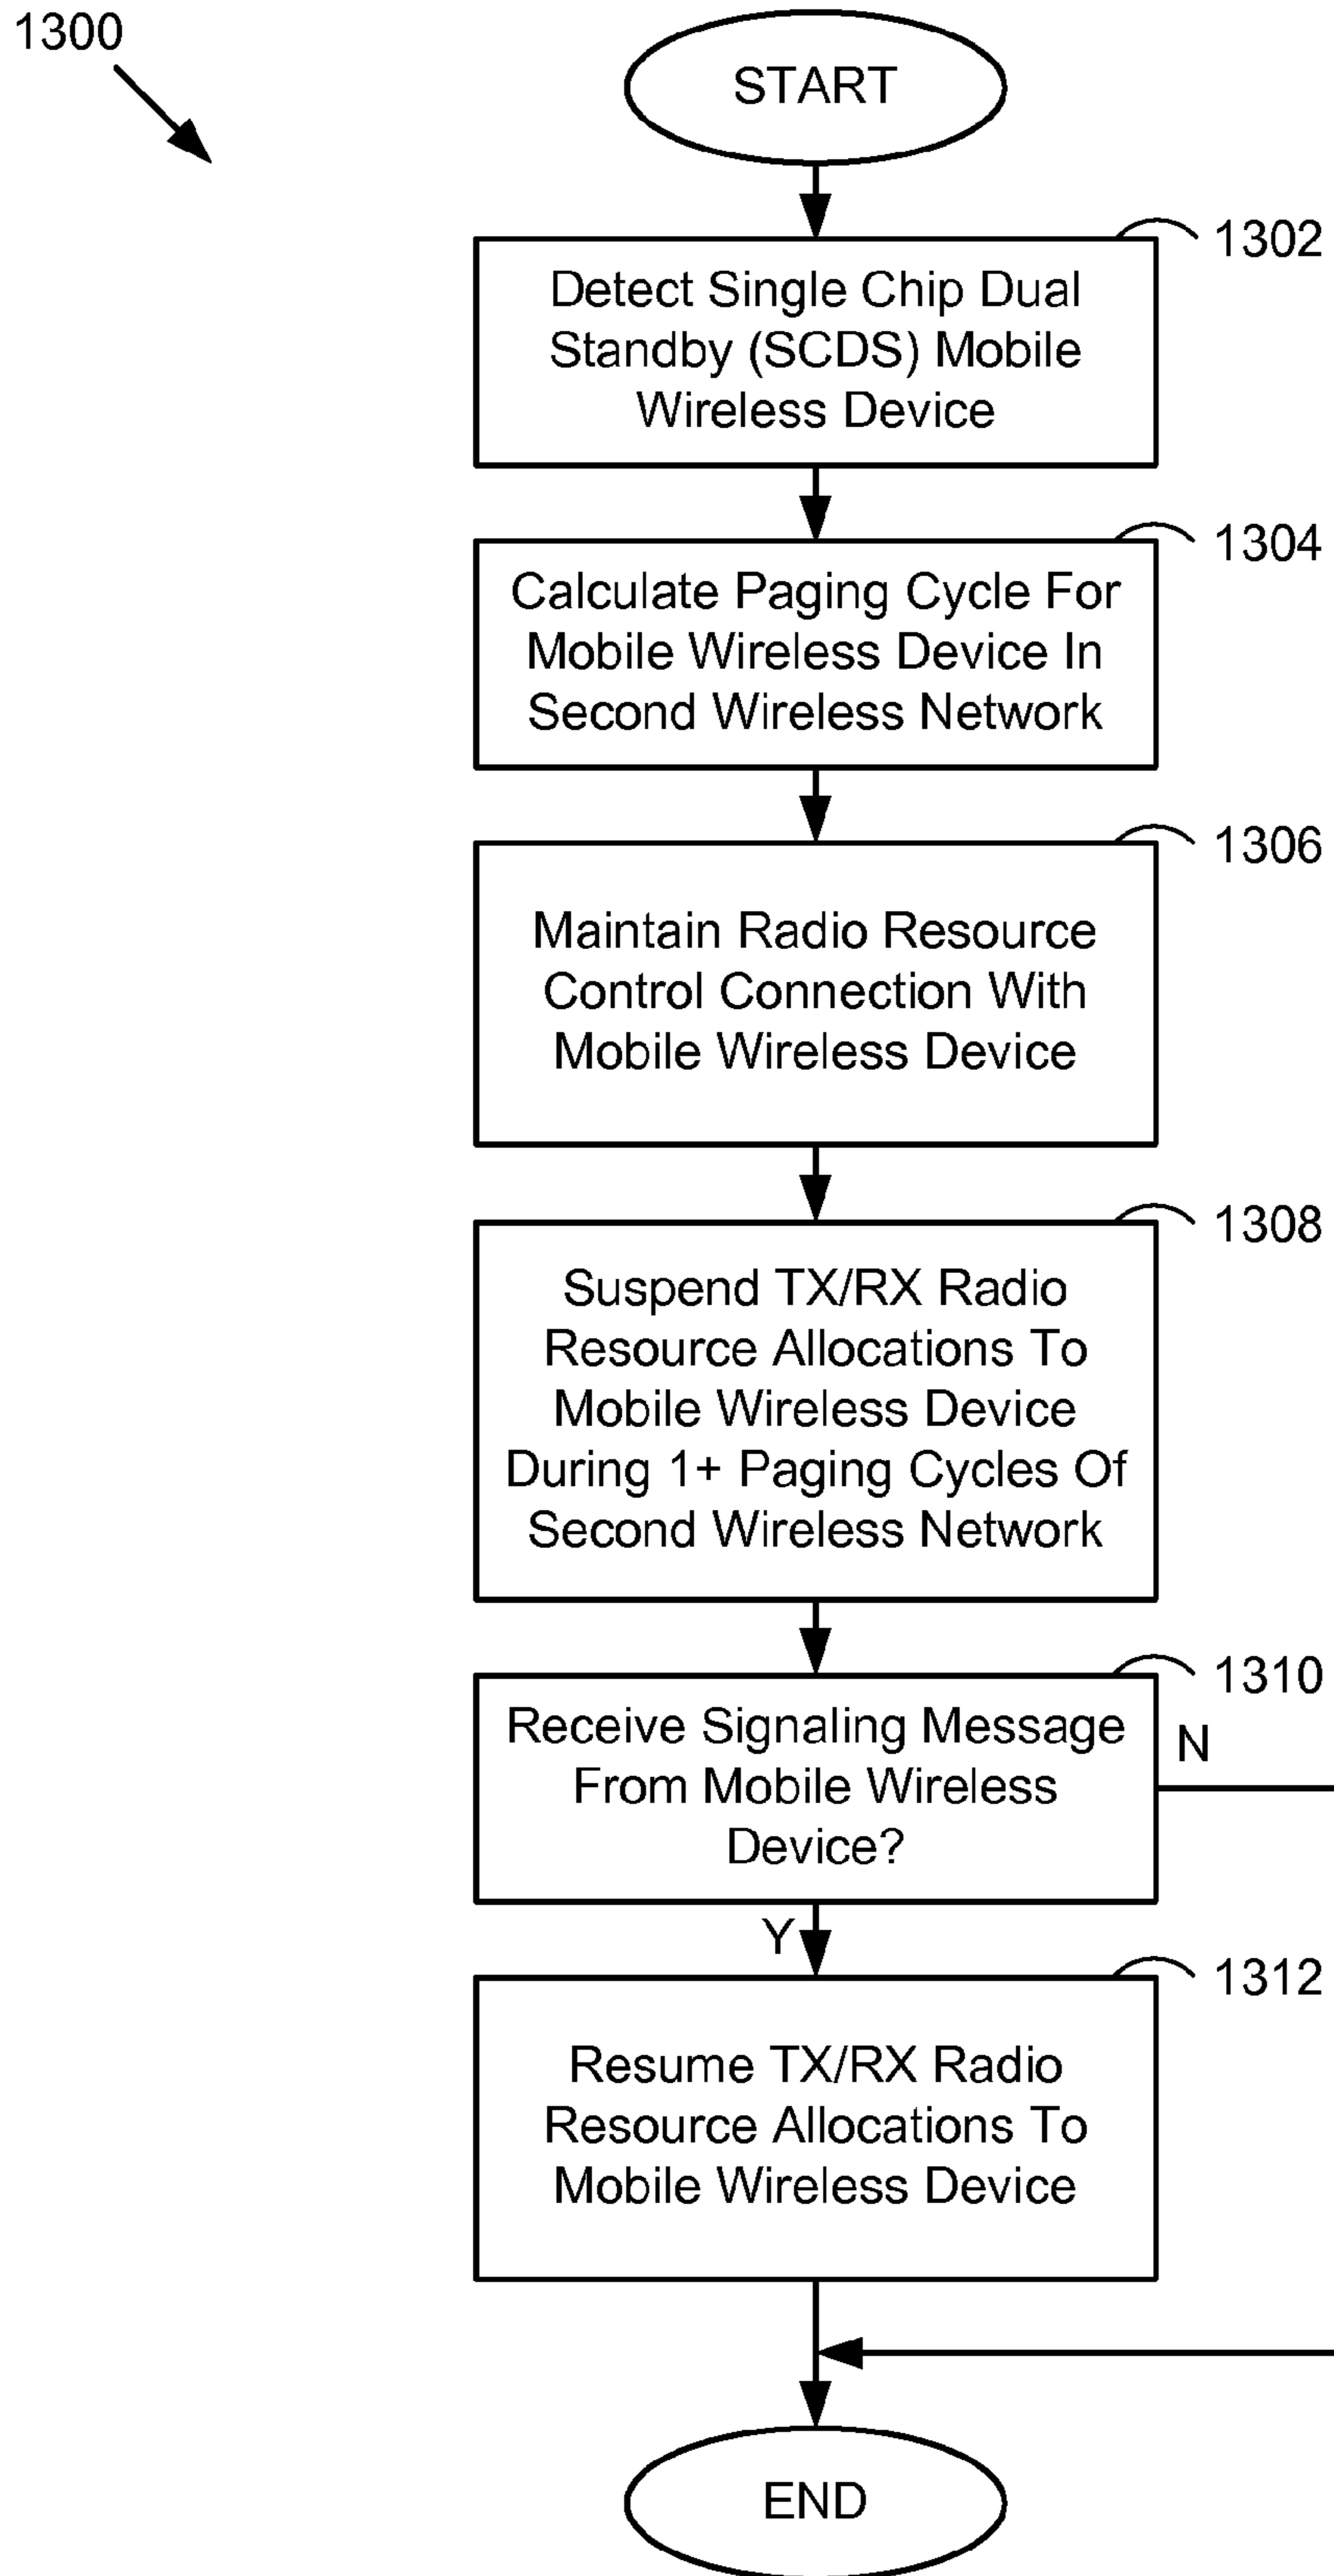 1300
START
1302
Detect Single Chip Dual
Standby (SCDS) Mobile
Wireless Device
1304
Calculate Paging Cycle For
Mobile Wireless Device In
Second Wireless Network
1306
Maintain Radio Resource
Control Connection With
Mobile Wireless Device
1308
Suspend TX/RX Radio
Resource Allocations To
Mobile Wireless Device
During 1+ Paging Cycles Of
Second Wireless Network
1310
Receive Signaling Message
From Mobile Wireless
Device?
N
Y
1312
Resume TX/RX Radio
Resource Allocations To
Mobile Wireless Device
END